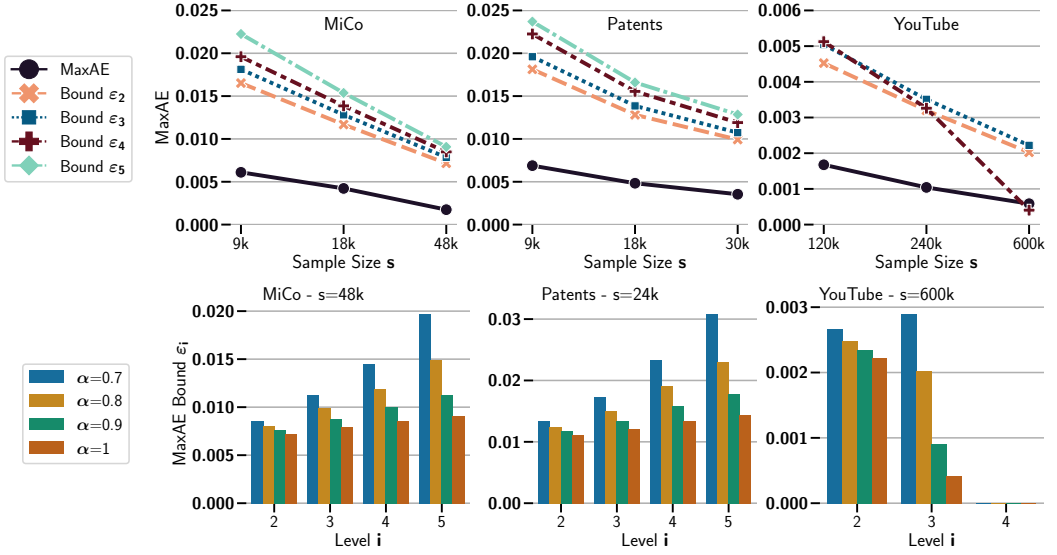 MiCo
Patents
YouTube
MaxAE
Bound ε2
Bound ε3
Bound ε4
Bound ε5
MaxAE
0.025
0.020
0.015
0.010
0.005
0.000
9k 18k 48k
Sample Size s
0.025
0.020
0.015
0.010
0.005
0.000
9k 18k 30k
Sample Size s
0.006
0.005
0.004
0.003
0.002
0.001
0.000
120k 240k 600k
Sample Size s
MiCo - s=48k
Patents - s=24k
YouTube - s=600k
α=0.7
α=0.8
α=0.9
α=1
MaxAE Bound εi
0.020
0.015
0.010
0.005
0.000
2 3 4 5
Level i
0.03
0.02
0.01
0.00
2 3 4 5
Level i
0.003
0.002
0.001
0.000
2 3 4
Level i